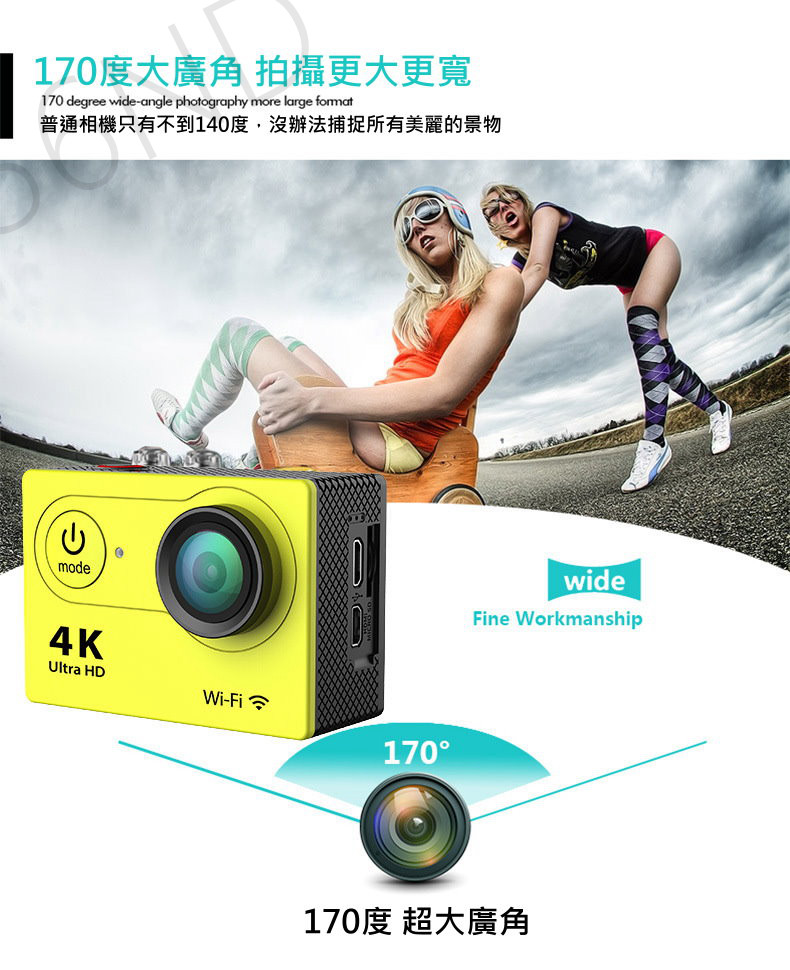 170度大廣角 拍攝更大更寬
170 degree wide-angle photography more large format
普通相機只有不到140度，沒辦法捕捉所有美麗的景物
mode
4K
Ultra HD
Wi-Fi
wide
Fine Workmanship
170°
170度 超大廣角